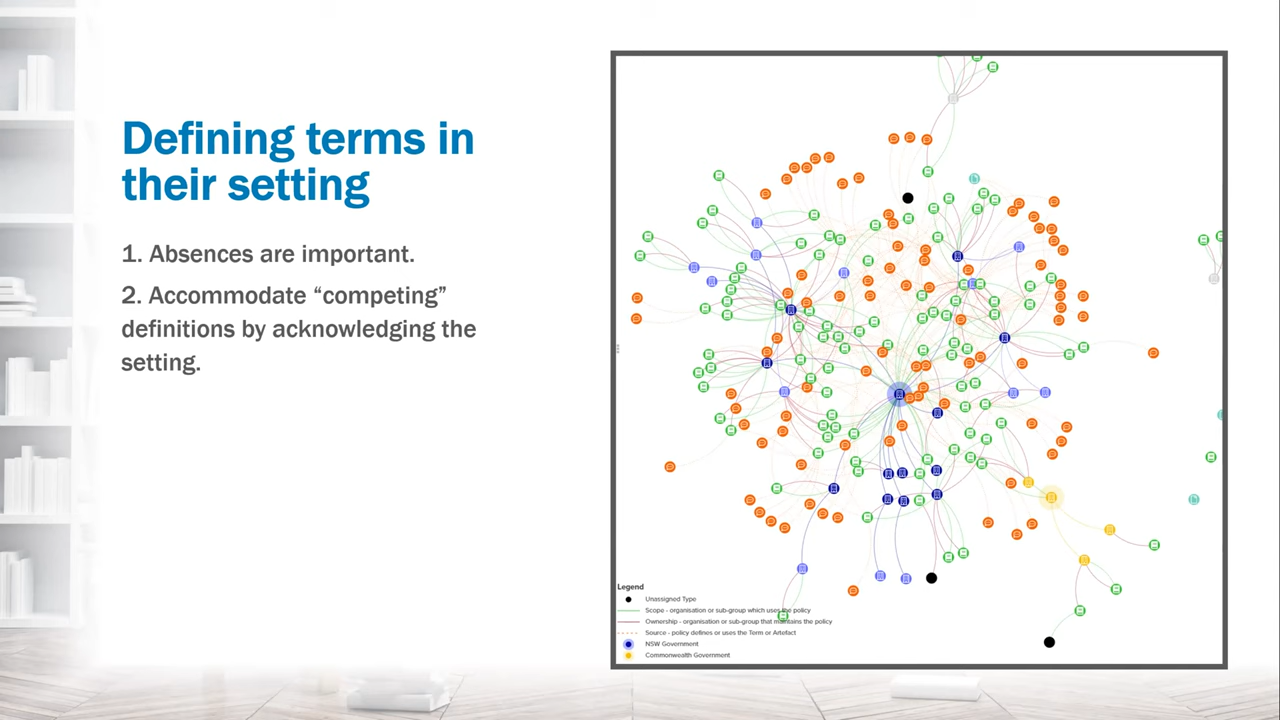 Defining terms in
their setting
1. Absences are important.
2. Accommodate “competing”
definitions by acknowledging the
setting.
Legend
Unassigned Type
Scope - organisation or sub-group which uses the policy
Ownership - organisation or sub-group that maintains the policy
Source - policy defines or uses the Term or Artefact
NSW Government
Commonwealth Government